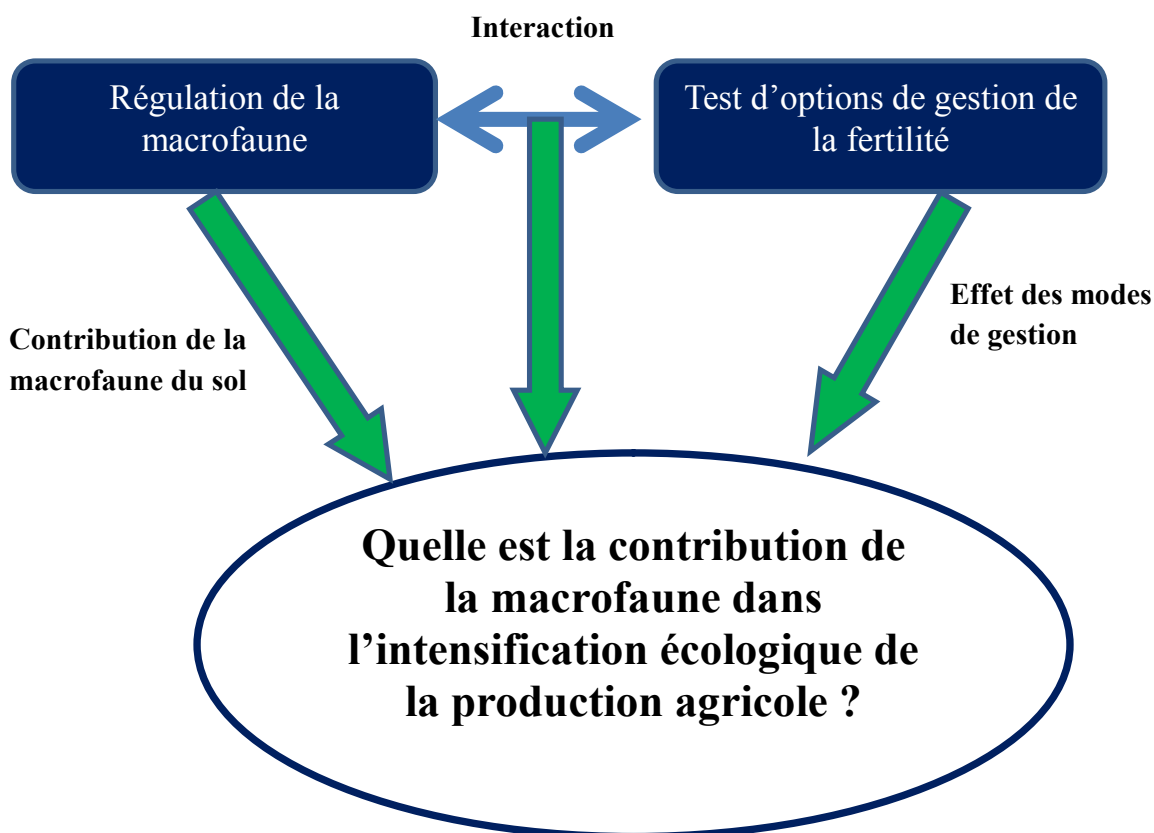 Interaction
Régulation de la
macrofaune
Test d’options de gestion de
la fertilité
Effet des modes
de gestion
Contribution de la
macrofaune du sol
Quelle est la contribution de
la macrofaune dans
l’intensification écologique de
la production agricole ?